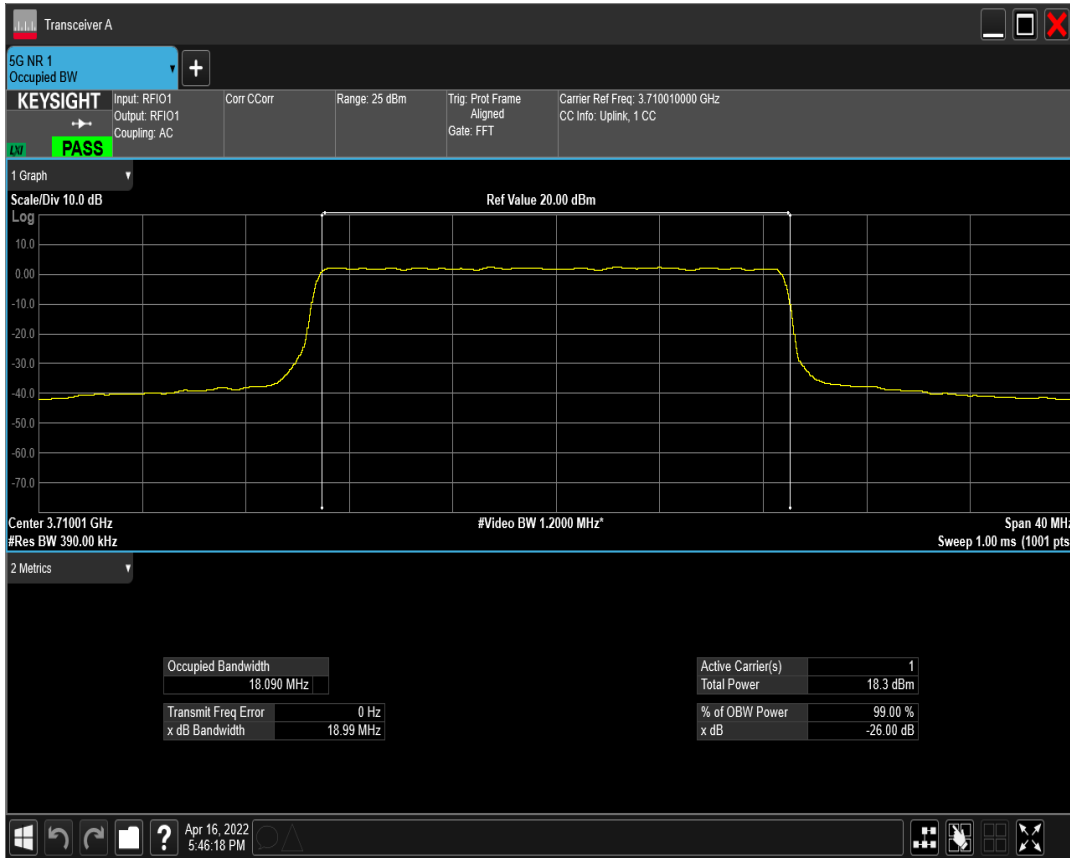 Transceiver A
5G NR 1
Occupied BW
+
KEYSIGHT
LXI
PASS
Input: RFIO1
Output: RFIO1
Coupling: AC
Corr CCorr
Range: 25 dBm
Trig: Prot Frame
Aligned
Gate: FFT
Carrier Ref Freq: 3.710010000 GHz
CC Info: Uplink, 1 CC
1 Graph
Scale/Div 10.0 dB
Ref Value 20.00 dBm
Log
10.0
0.00
-10.0
-20.0
-30.0
-40.0
-50.0
-60.0
-70.0
Center 3.71001 GHz
#Video BW 1.2000 MHz*
Span 40 MHz
#Res BW 390.00 kHz
Sweep 1.00 ms (1001 pts
2 Metrics
Occupied Bandwidth
18.090 MHz
Transmit Freq Error 0 Hz
x dB Bandwidth 18.99 MHz
Active Carrier(s) 1
Total Power 18.3 dBm
% of OBW Power 99.00 %
x dB -26.00 dB
?
Apr 16, 2022
5:46:18 PM